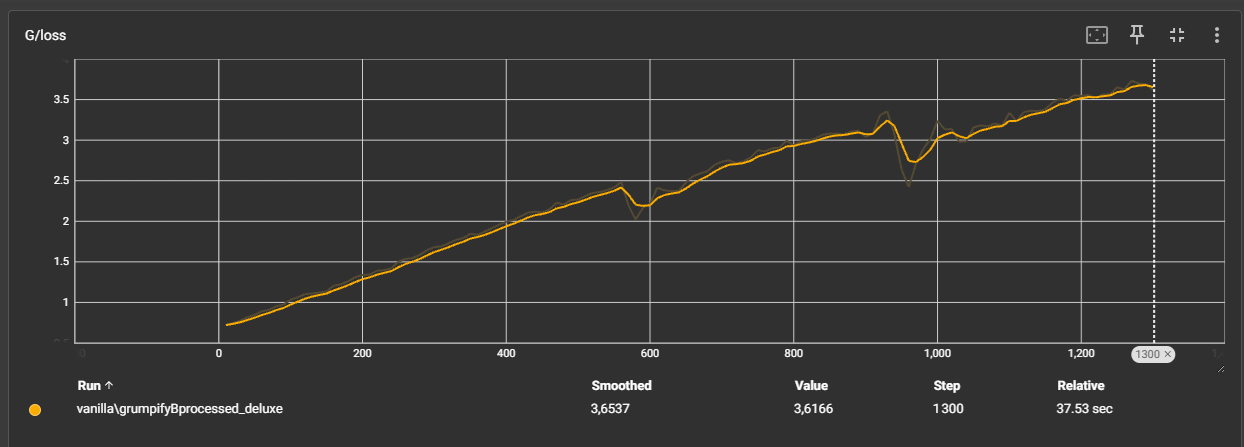 G/loss
3.5
3
2.5
2
1.5
1
0 200 400 600 800 1,000 1,200 1300 ×
Run ↑ Smoothed Value Step Relative
vanilla\grumpifyBprocessed_deluxe 3,6537 3,6166 1300 37.53 sec